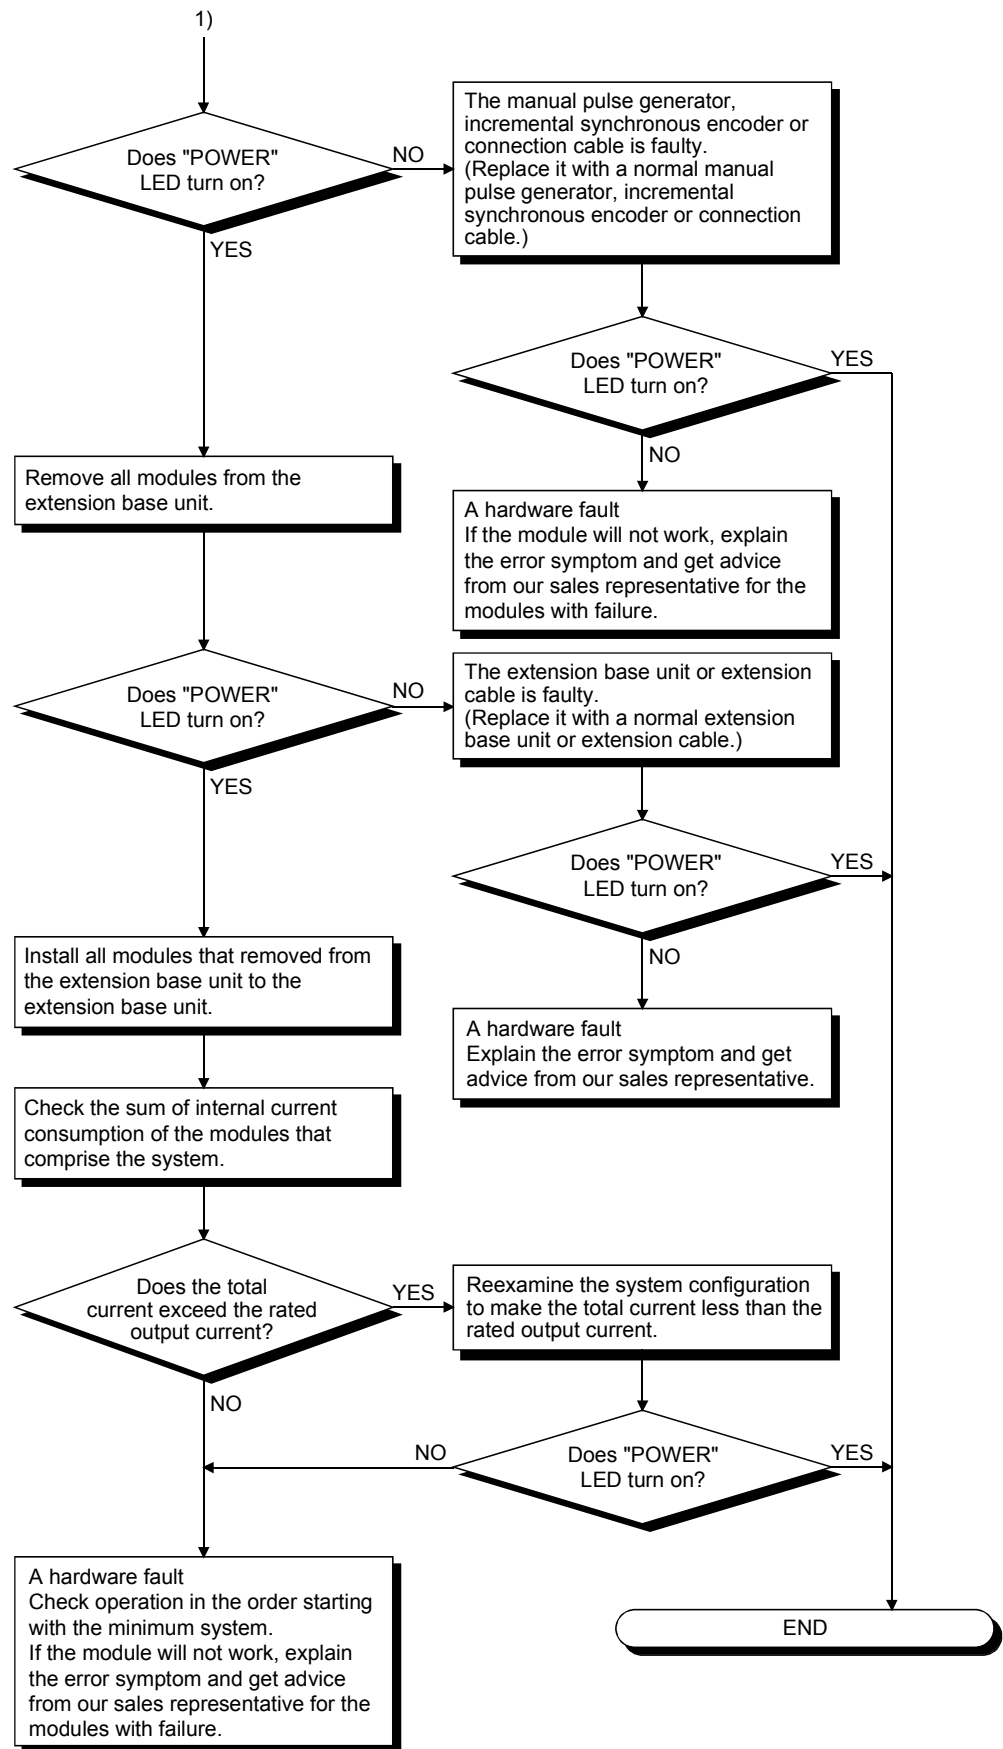 1)
Does "POWER"
LED turn on?
NO
YES
The manual pulse generator,
incremental synchronous encoder or
connection cable is faulty.
(Replace it with a normal manual
pulse generator, incremental
synchronous encoder or connection
cable.)
Does "POWER"
LED turn on?
YES
NO
A hardware fault
If the module will not work, explain
the error symptom and get advice
from our sales representative for the
modules with failure.
Remove all modules from the
extension base unit.
Does "POWER"
LED turn on?
NO
YES
The extension base unit or extension
cable is faulty.
(Replace it with a normal extension
base unit or extension cable.)
Does "POWER"
LED turn on?
YES
NO
A hardware fault
Explain the error symptom and get
advice from our sales representative.
Install all modules that removed from
the extension base unit to the
extension base unit.
Check the sum of internal current
consumption of the modules that
comprise the system.
Does the total
current exceed the rated
output current?
YES
NO
Reexamine the system configuration
to make the total current less than the
rated output current.
Does "POWER"
LED turn on?
NO
YES
A hardware fault
Check operation in the order starting
with the minimum system.
If the module will not work, explain
the error symptom and get advice
from our sales representative for the
modules with failure.
END